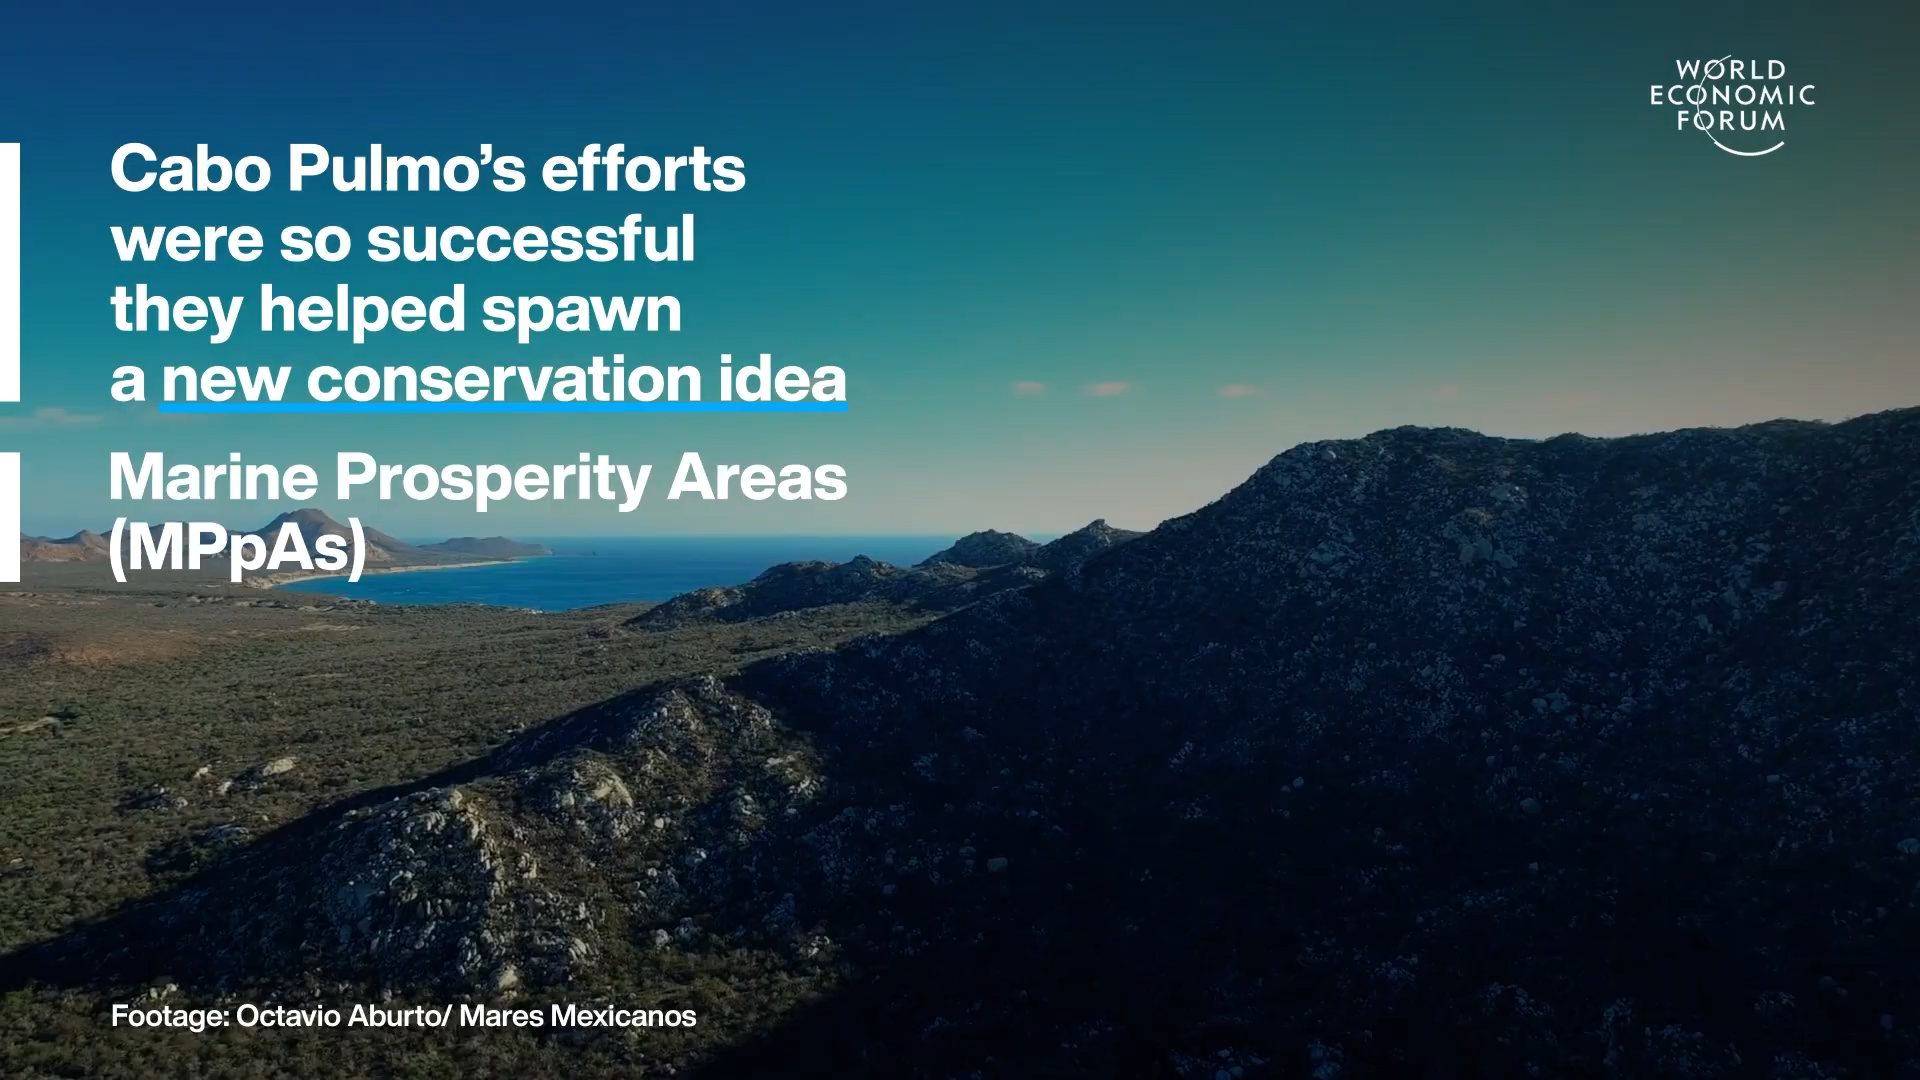 WORLD
ECONOMIC
FORUM
Cabo Pulmo’s efforts
were so successful
they helped spawn
a new conservation idea
Marine Prosperity Areas
(MPpAs)
Footage: Octavio Aburto/ Mares Mexicanos